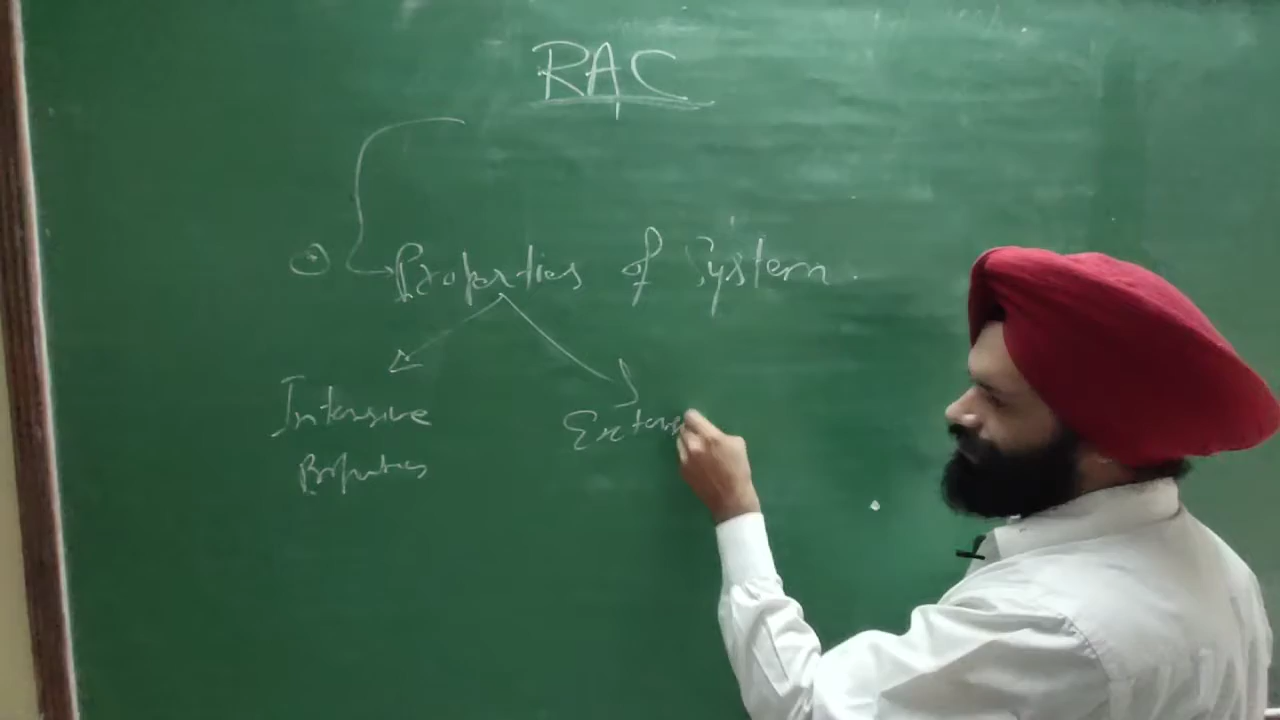 RAC
Properties of System.
Intensive
Properties
Extens